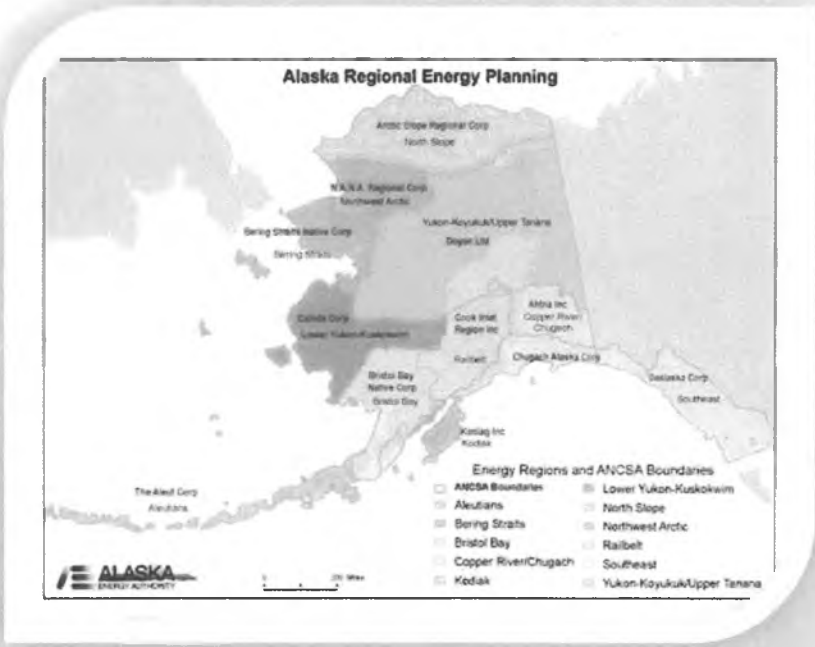 Alaska Regional Energy Planning
Arctic Slope Regional Corp
North Slope
N.A.N.A. Regional Corp
Northwest Arctic
Yukon-Koyukuk/Upper Tanana
Doyon Ltd
Bering Straits Native Corp
Bering Straits
Calista Corp
Lower Yukon-Kuskokwim
Cook Inlet
Region Inc
Railbelt
Ahtna Inc
Copper River/
Chugach
Chugach Alaska Corp
Sealaska Corp
Southeast
Bristol Bay
Native Corp
Bristol Bay
Koniag Inc
Kodiak
The Aleut Corp
Aleutians
Energy Regions and ANCSA Boundaries
ANCSA Boundaries
Aleutians
Bering Straits
Bristol Bay
Copper River/Chugach
Kodiak
Lower Yukon-Kuskokwim
North Slope
Northwest Arctic
Railbelt
Southeast
Yukon-Koyukuk/Upper Tanana
ALASKA
ENERGY AUTHORITY
0
Miles